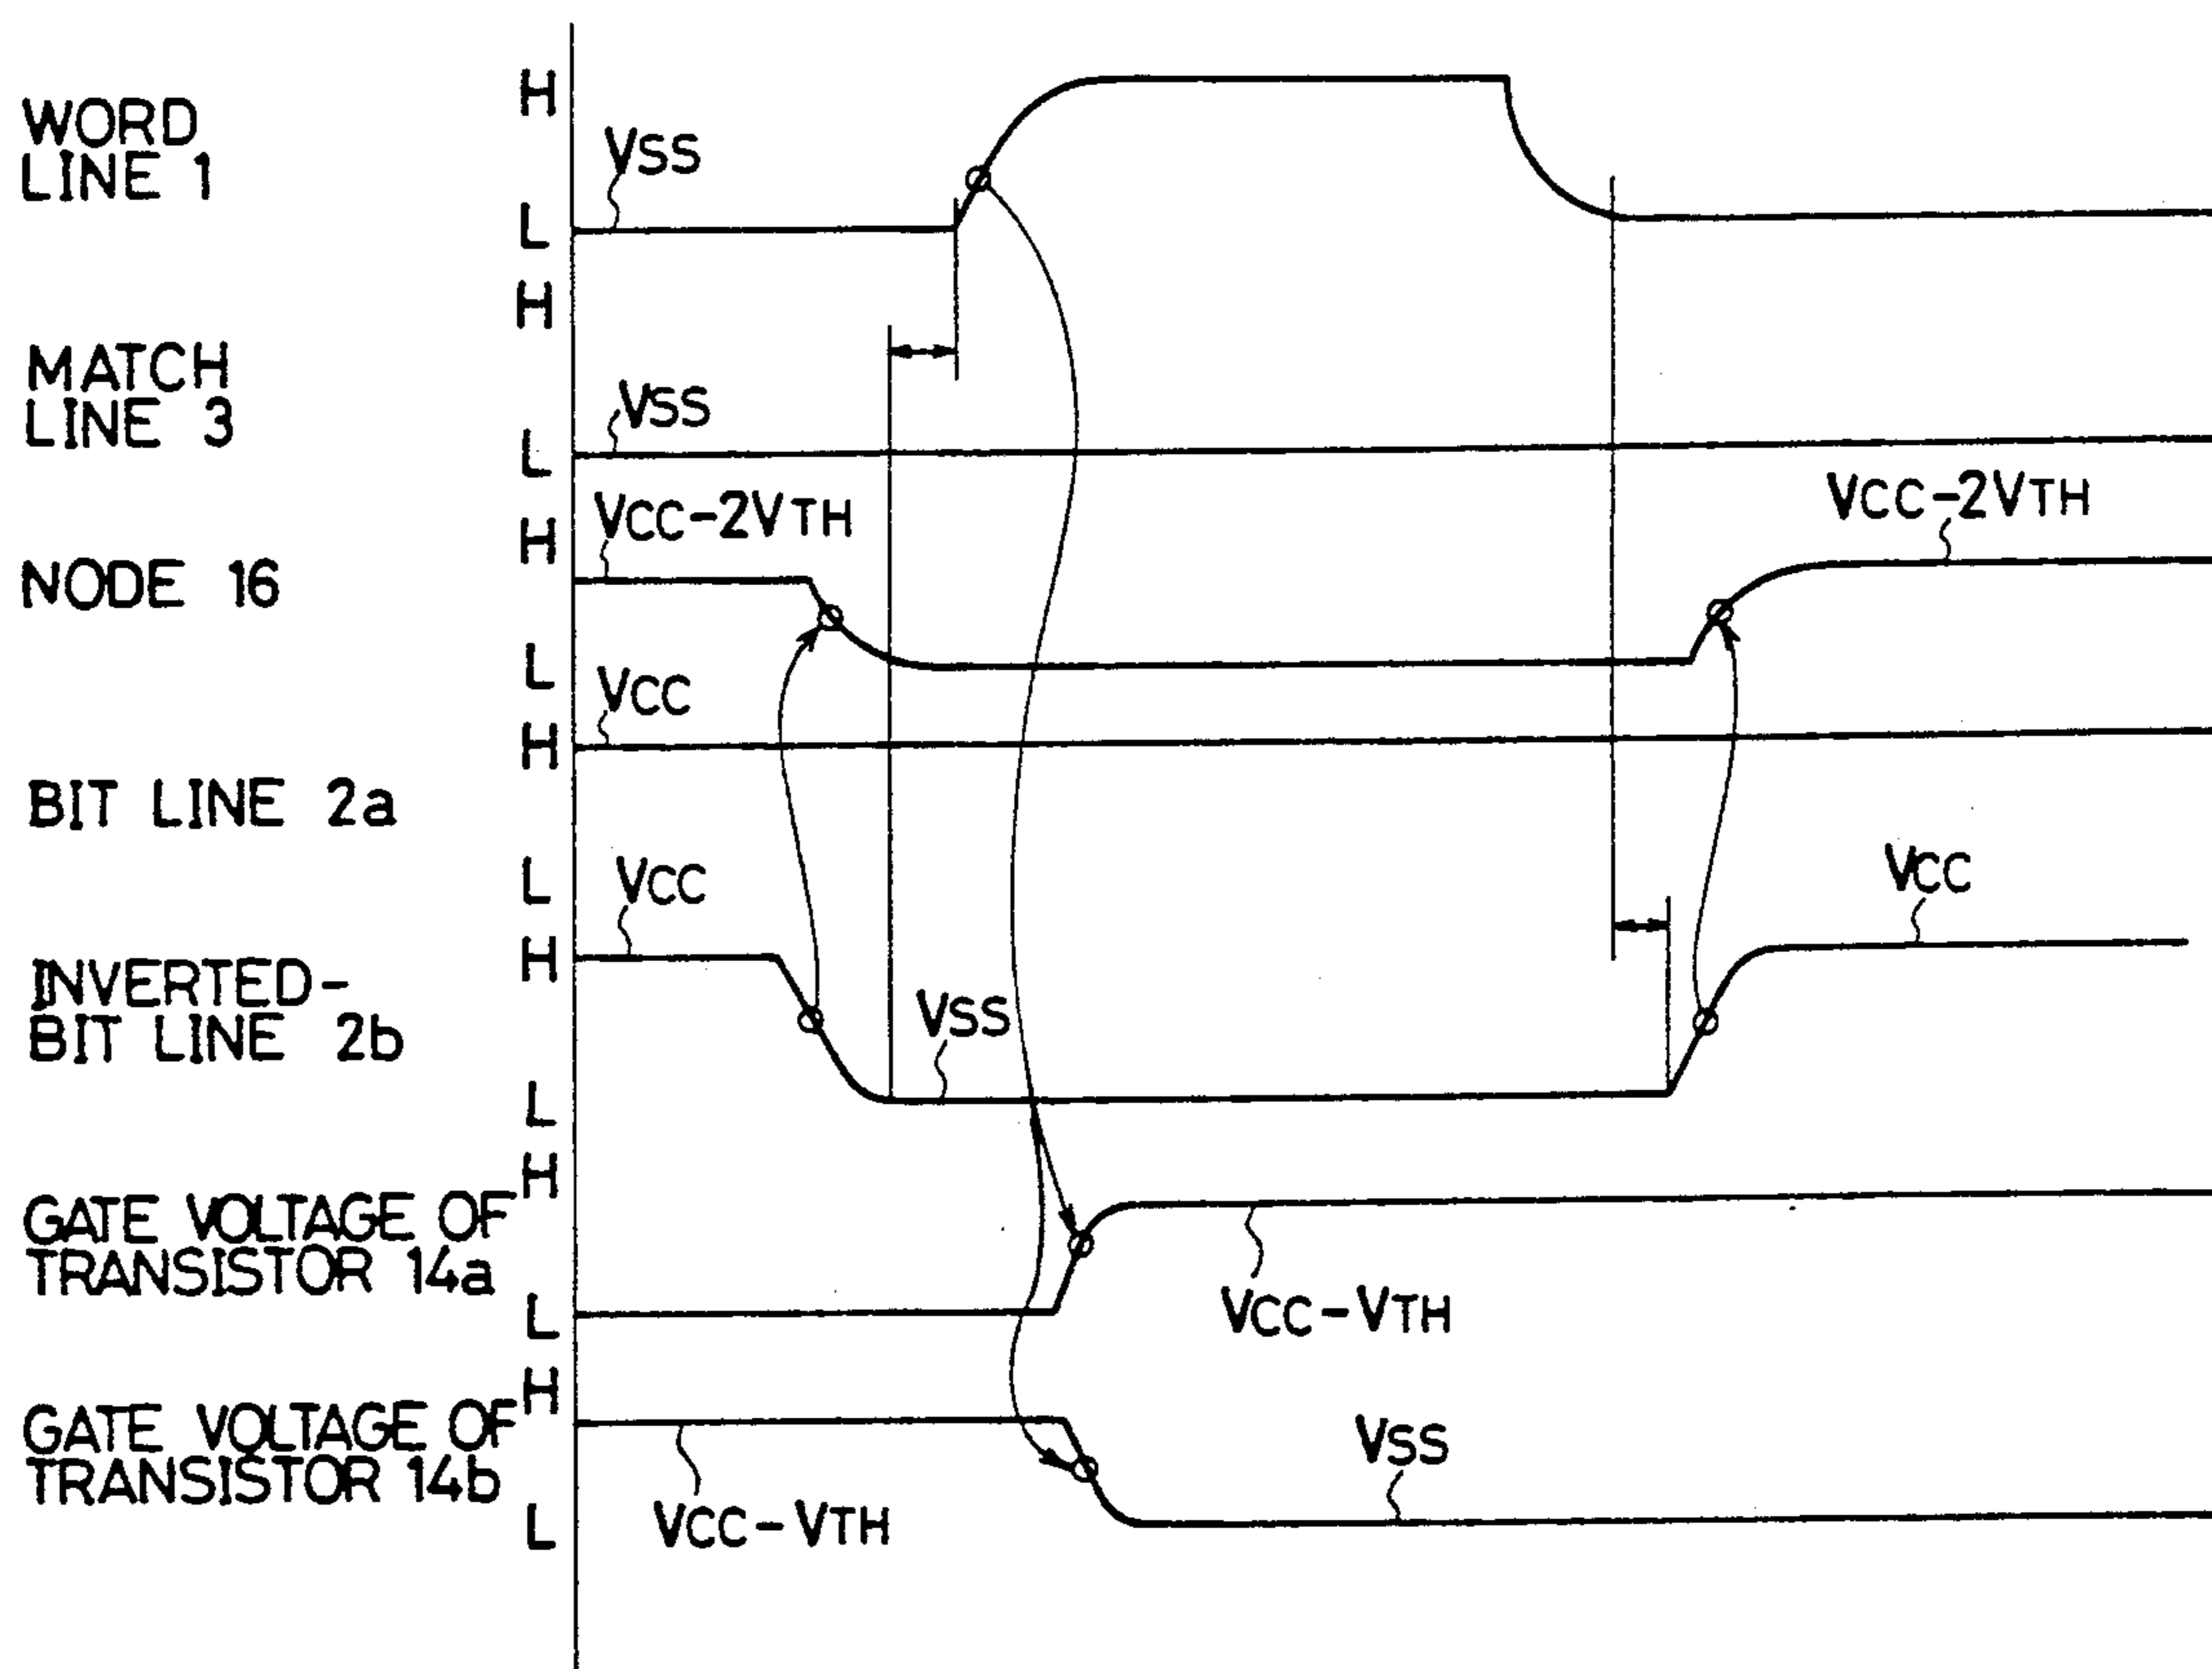 H
WORD
LINE 1
VSS
L
H
MATCH
LINE 3
VSS
L
VCC-2VTH
VCC-2VTH
H
NODE 16
L
VCC
H
BIT LINE 2a
L
VCC
VCC
H
INVERTED-
BIT LINE 2b
VSS
L
H
GATE VOLTAGE OF
TRANSISTOR 14a
L
VCC-VTH
H
GATE VOLTAGE OF
TRANSISTOR 14b
VSS
L
VCC-VTH